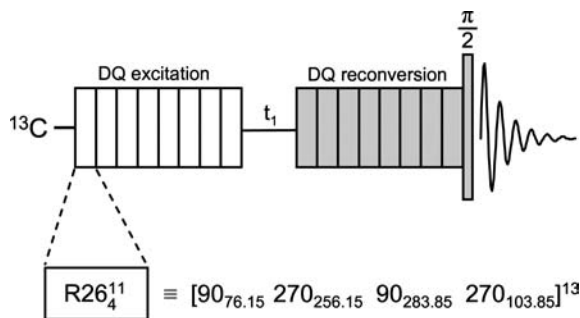 π
2
DQ excitation
DQ reconversion
¹³C
t₁
R26₄¹¹ ≡ [90₇₆.₁₅ 270₂₅₆.₁₅ 90₂₈₃.₈₅ 270₁₀₃.₈₅]¹³